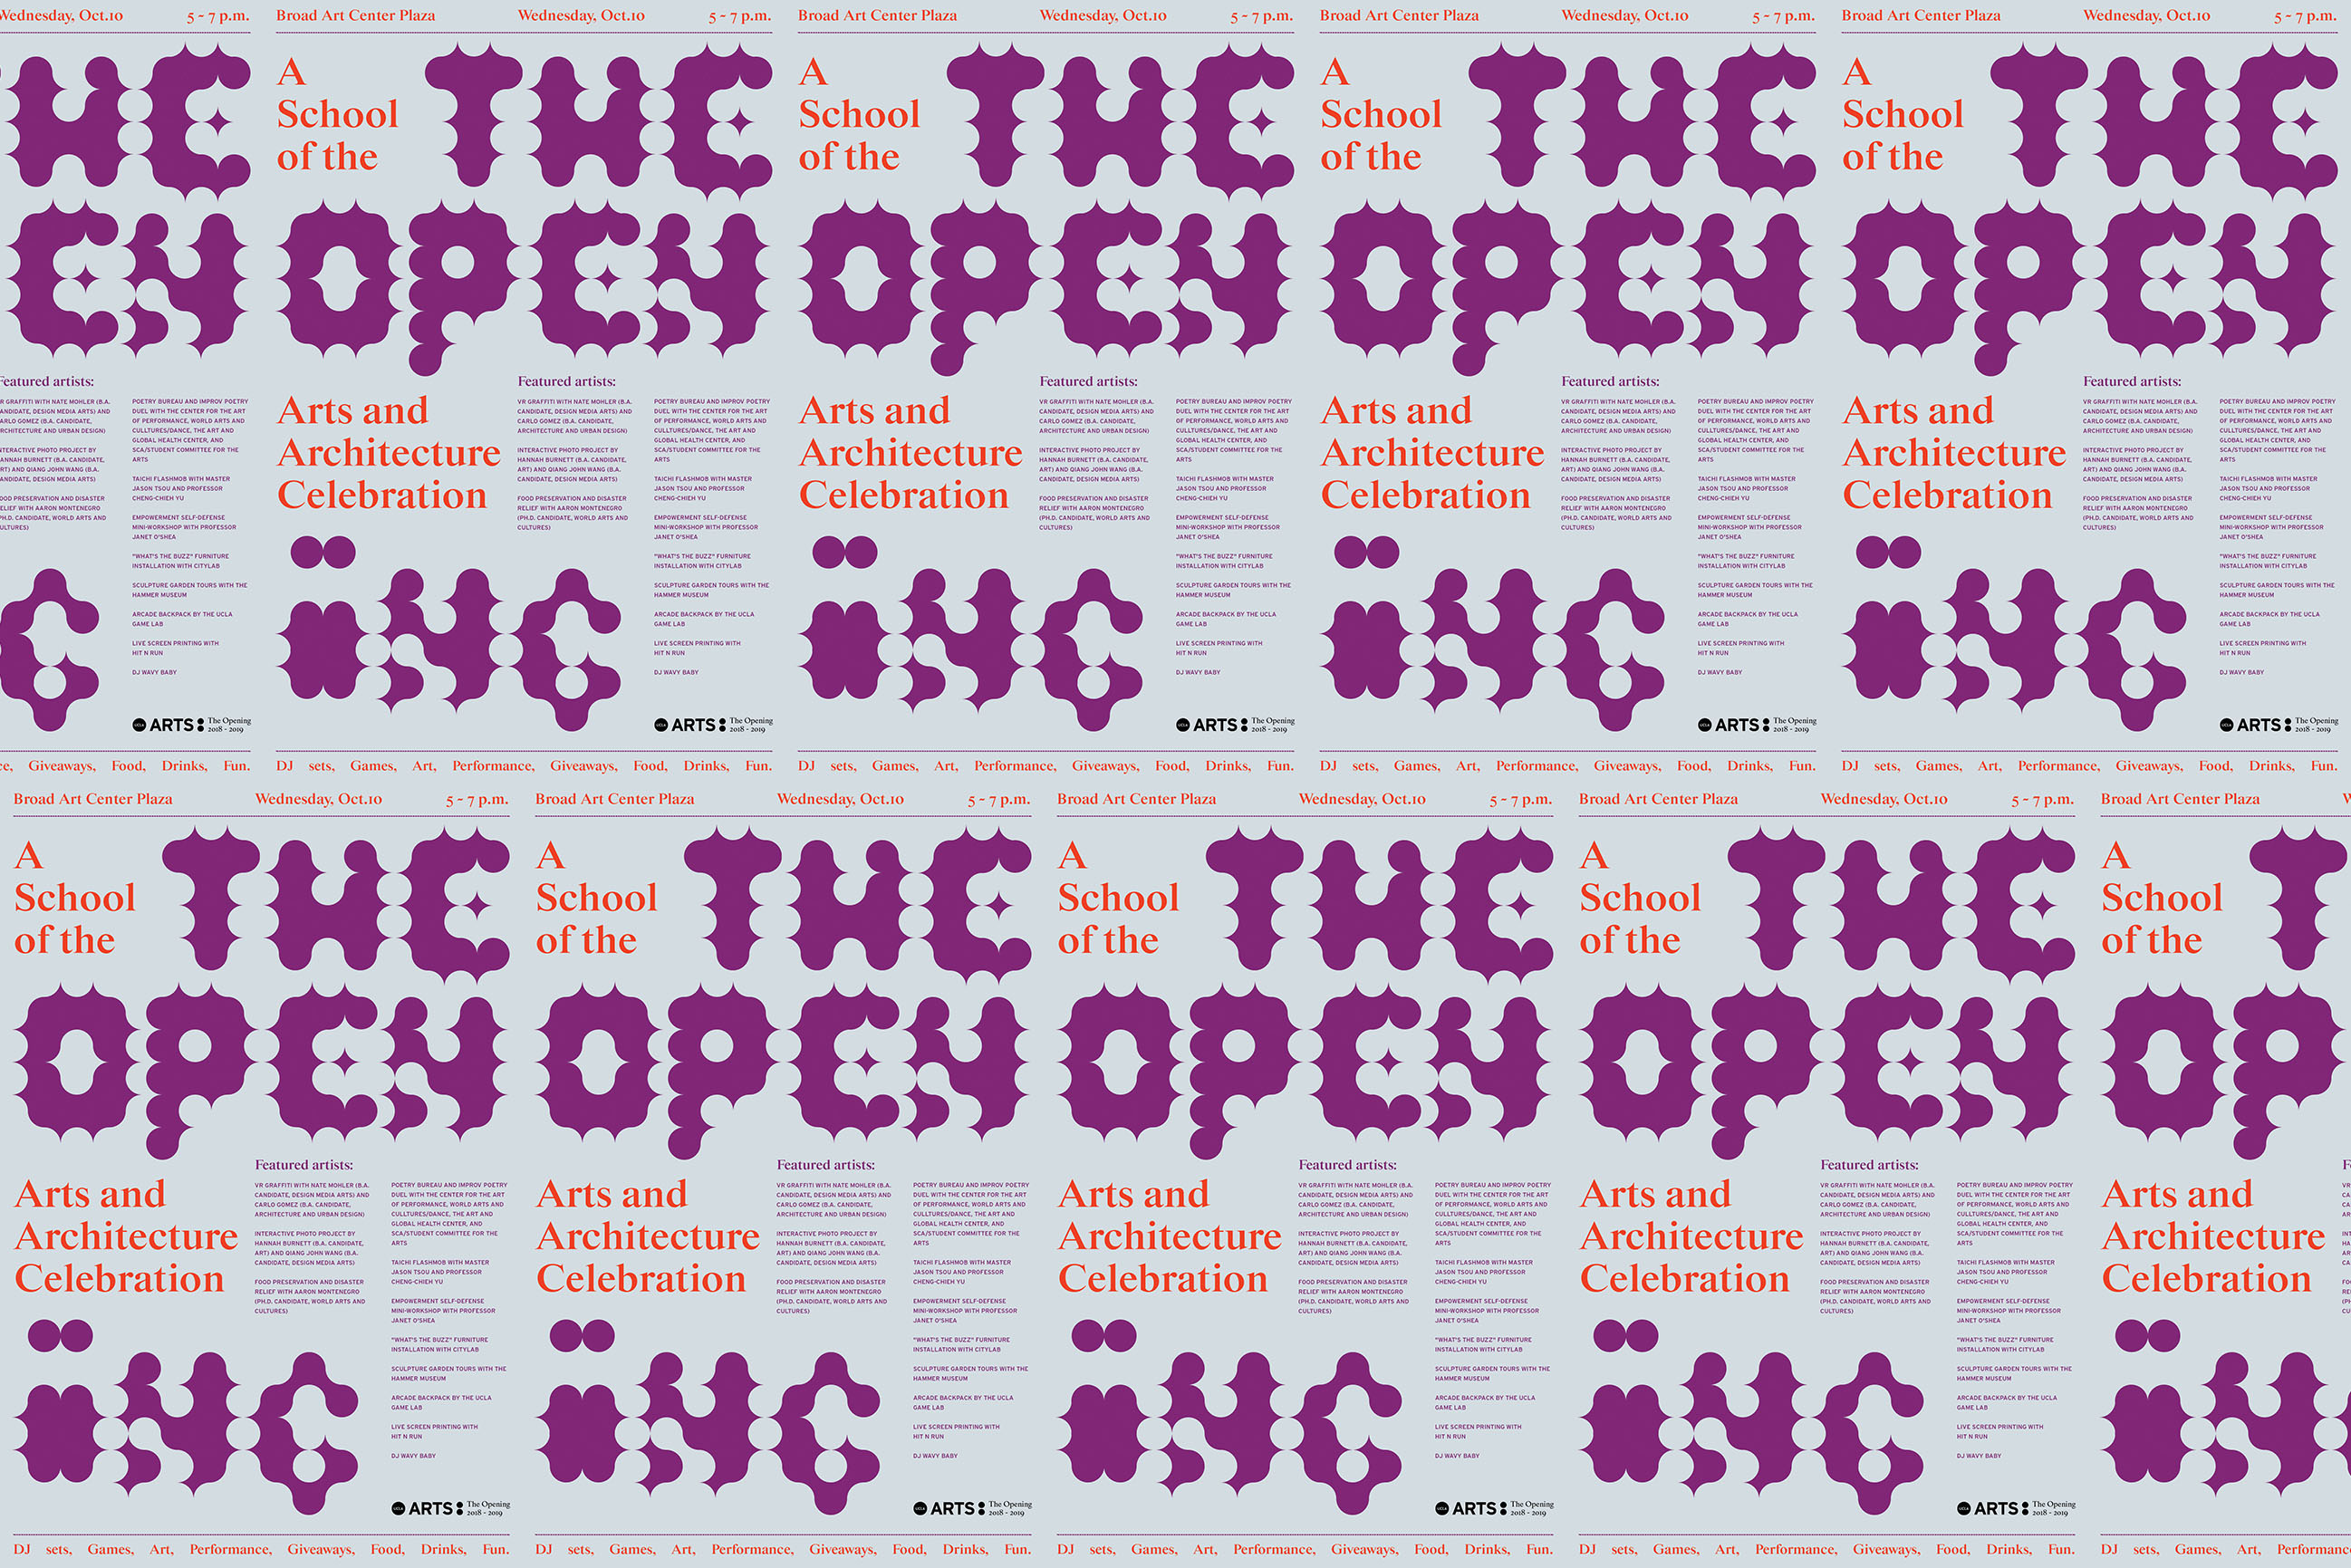 Broad Art Center Plaza Wednesday, Oct.10 5 - 7 p.m.
A
School
of the
THE
OPEN
ING
Arts and
Architecture
Celebration
Featured artists:
VR GRAFFITI WITH NATE MOHLER (B.A.
CANDIDATE, DESIGN MEDIA ARTS) AND
CARLO GOMEZ (B.A. CANDIDATE,
ARCHITECTURE AND URBAN DESIGN)
INTERACTIVE PHOTO PROJECT BY
HANNAH BURNETT (B.A. CANDIDATE,
ART) AND QIANG JOHN WANG (B.A.
CANDIDATE, DESIGN MEDIA ARTS)
FOOD PRESERVATION AND DISASTER
RELIEF WITH AARON MONTENEGRO
(PH.D. CANDIDATE, WORLD ARTS AND
CULTURES)
POETRY BUREAU AND IMPROV POETRY
DUEL WITH THE CENTER FOR THE ART
OF PERFORMANCE, WORLD ARTS AND
CULLTURES/DANCE, THE ART AND
GLOBAL HEALTH CENTER, AND
SCA/STUDENT COMMITTEE FOR THE
ARTS
TAICHI FLASHMOB WITH MASTER
JASON TSOU AND PROFESSOR
CHENG-CHIEH YU
EMPOWERMENT SELF-DEFENSE
MINI-WORKSHOP WITH PROFESSOR
JANET O'SHEA
"WHAT'S THE BUZZ" FURNITURE
INSTALLATION WITH CITYLAB
SCULPTURE GARDEN TOURS WITH THE
HAMMER MUSEUM
ARCADE BACKPACK BY THE UCLA
GAME LAB
LIVE SCREEN PRINTING WITH
HIT N RUN
DJ WAVY BABY
UCLA ARTS: The Opening
2018 - 2019
DJ sets, Games, Art, Performance, Giveaways, Food, Drinks, Fun.